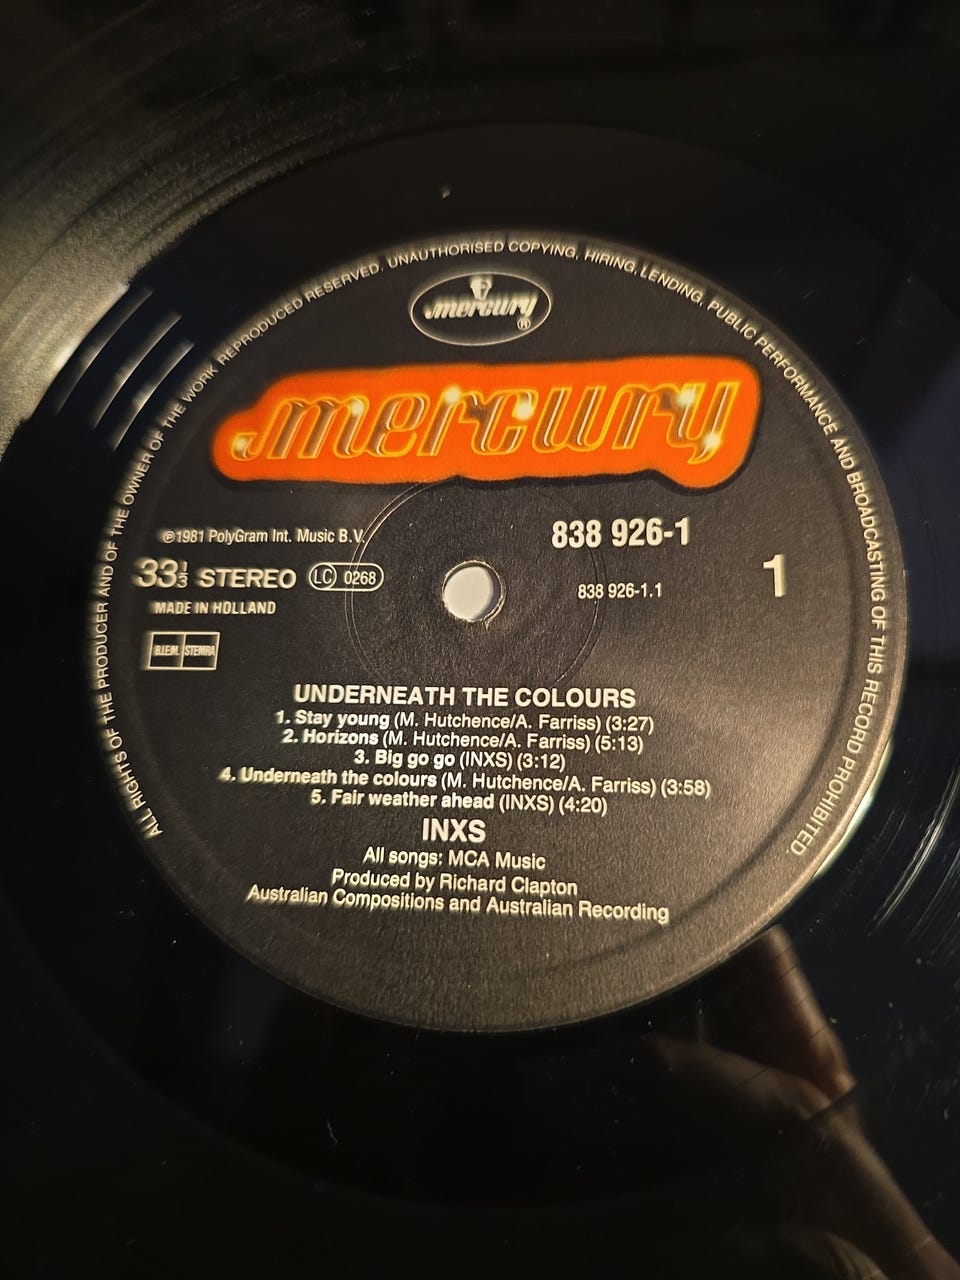 ALL RIGHTS OF THE PRODUCER AND OF THE OWNER OF THE WORK REPRODUCED RESERVED. UNAUTHORISED COPYING, HIRING, LENDING, PUBLIC PERFORMANCE AND BROADCASTING OF THIS RECORD PROHIBITED.
mercury ®
mercury
℗1981 PolyGram Int. Music B.V.
838 926-1
33⅓ STEREO LC 0268
838 926-1.1
1
MADE IN HOLLAND
B.I.E.M. STEMRA
UNDERNEATH THE COLOURS
1. Stay young (M. Hutchence/A. Farriss) (3:27)
2. Horizons (M. Hutchence/A. Farriss) (5:13)
3. Big go go (INXS) (3:12)
4. Underneath the colours (M. Hutchence/A. Farriss) (3:58)
5. Fair weather ahead (INXS) (4:20)
INXS
All songs: MCA Music
Produced by Richard Clapton
Australian Compositions and Australian Recording